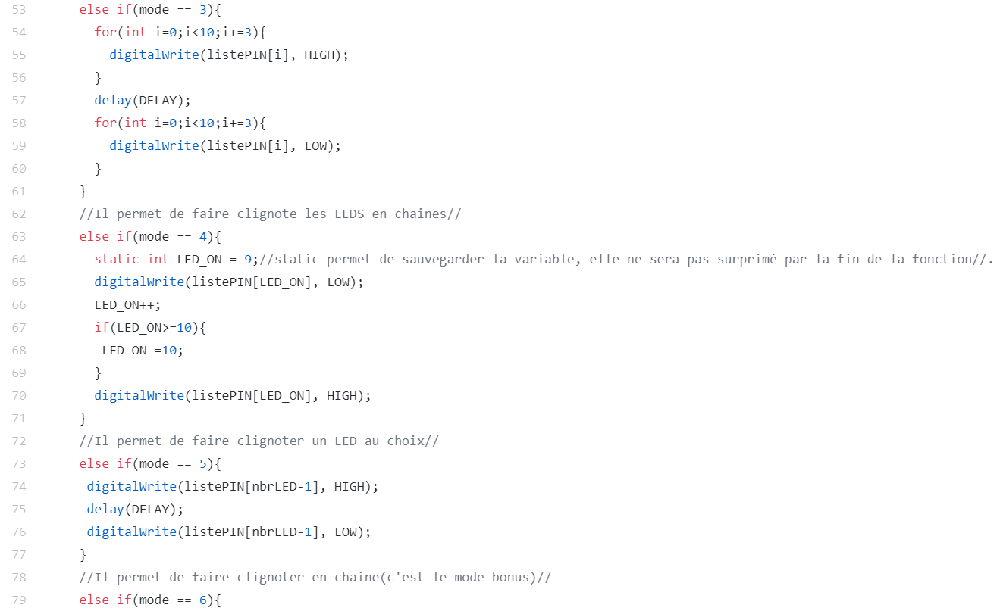 53 else if(mode == 3){
54 for(int i=0;i<10;i+=3){
55 digitalWrite(listePIN[i], HIGH);
56 }
57 delay(DELAY);
58 for(int i=0;i<10;i+=3){
59 digitalWrite(listePIN[i], LOW);
60 }
61 }
62 //Il permet de faire clignote les LEDS en chaines//
63 else if(mode == 4){
64 static int LED_ON = 9;//static permet de sauvegarder la variable, elle ne sera pas surprimé par la fin de la fonction//.
65 digitalWrite(listePIN[LED_ON], LOW);
66 LED_ON++;
67 if(LED_ON>=10){
68 LED_ON-=10;
69 }
70 digitalWrite(listePIN[LED_ON], HIGH);
71 }
72 //Il permet de faire clignoter un LED au choix//
73 else if(mode == 5){
74 digitalWrite(listePIN[nbrLED-1], HIGH);
75 delay(DELAY);
76 digitalWrite(listePIN[nbrLED-1], LOW);
77 }
78 //Il permet de faire clignoter en chaine(c'est le mode bonus)//
79 else if(mode == 6){